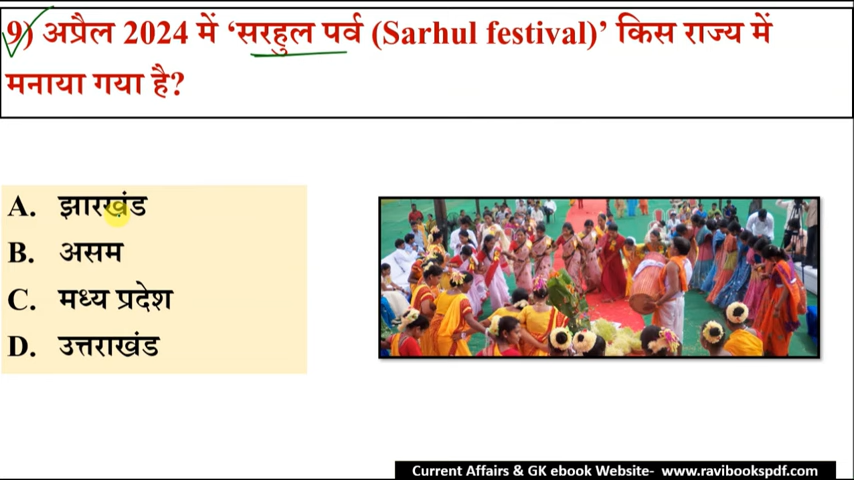 9) अप्रैल 2024 में ‘सरहुल पर्व (Sarhul festival)’ किस राज्य में
मनाया गया है?
A. झारखंड
B. असम
C. मध्य प्रदेश
D. उत्तराखंड
Current Affairs & GK ebook Website- www.ravibookspdf.com